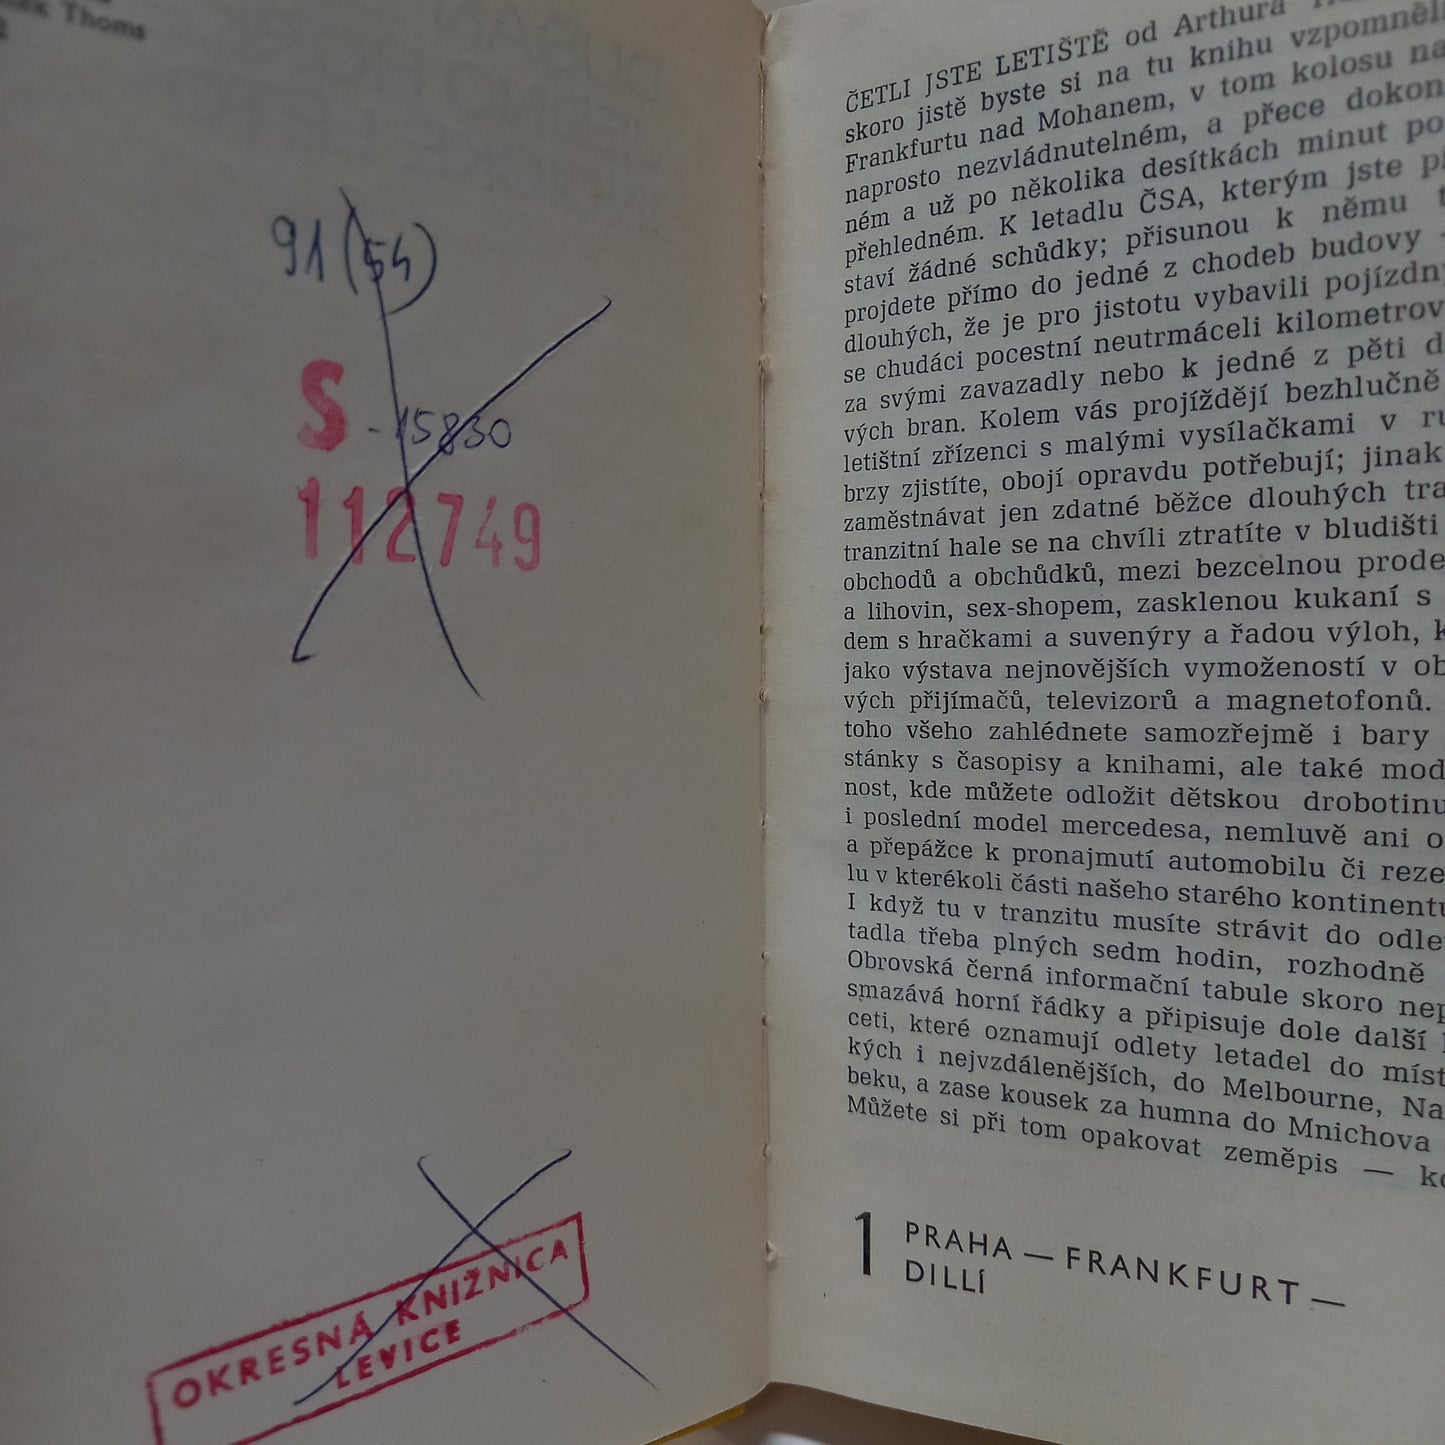 Thoms
91 (54)
S - 15830
112749
OKRESNÁ KNIŽNICA
LEVICE
ČETLI JSTE LETIŠTĚ od Arthura
skoro jistě byste si na tu knihu vzpomněli
Frankfurtu nad Mohanem, v tom kolosu na
naprosto nezvládnutelném, a přece dokon
ném a už po několika desítkách minut po
přehledném. K letadlu ČSA, kterým jste
staví žádné schůdky; přisunou k němu
projdete přímo do jedné z chodeb budovy
dlouhých, že je pro jistotu vybavili pojízdn
se chudáci pocestní neutrmáceli kilometrov
za svými zavazadly nebo k jedné z pěti d
vých bran. Kolem vás projíždějí bezhlučně
letištní zřízenci s malými vysílačkami v ru
brzy zjistíte, obojí opravdu potřebují; jinak
zaměstnávat jen zdatné běžce dlouhých tra
tranzitní hale se na chvíli ztratíte v bludišti
obchodů a obchůdků, mezi bezcelnou prode
a lihovin, sex-shopem, zasklenou kukaní s
dem s hračkami a suvenýry a řadou výloh, k
jako výstava nejnovějších vymožeností v ob
vých přijímačů, televizorů a magnetofonů.
toho všeho zahlédnete samozřejmě i bary
stánky s časopisy a knihami, ale také mod
nost, kde můžete odložit dětskou drobotinu
i poslední model mercedesa, nemluvě ani o
a přepážce k pronajmutí automobilu či reze
lu v kterékoli části našeho starého kontinentu
I když tu v tranzitu musíte strávit do odle
tadla třeba plných sedm hodin, rozhodně
Obrovská černá informační tabule skoro nep
smazává horní řádky a připisuje dole další
ceti, které oznamují odlety letadel do míst
kých i nejvzdálenějších, do Melbourne, Na
beku, a zase kousek za humna do Mnichova
Můžete si při tom opakovat zeměpis — ko
1 PRAHA — FRANKFURT —
DILLÍ